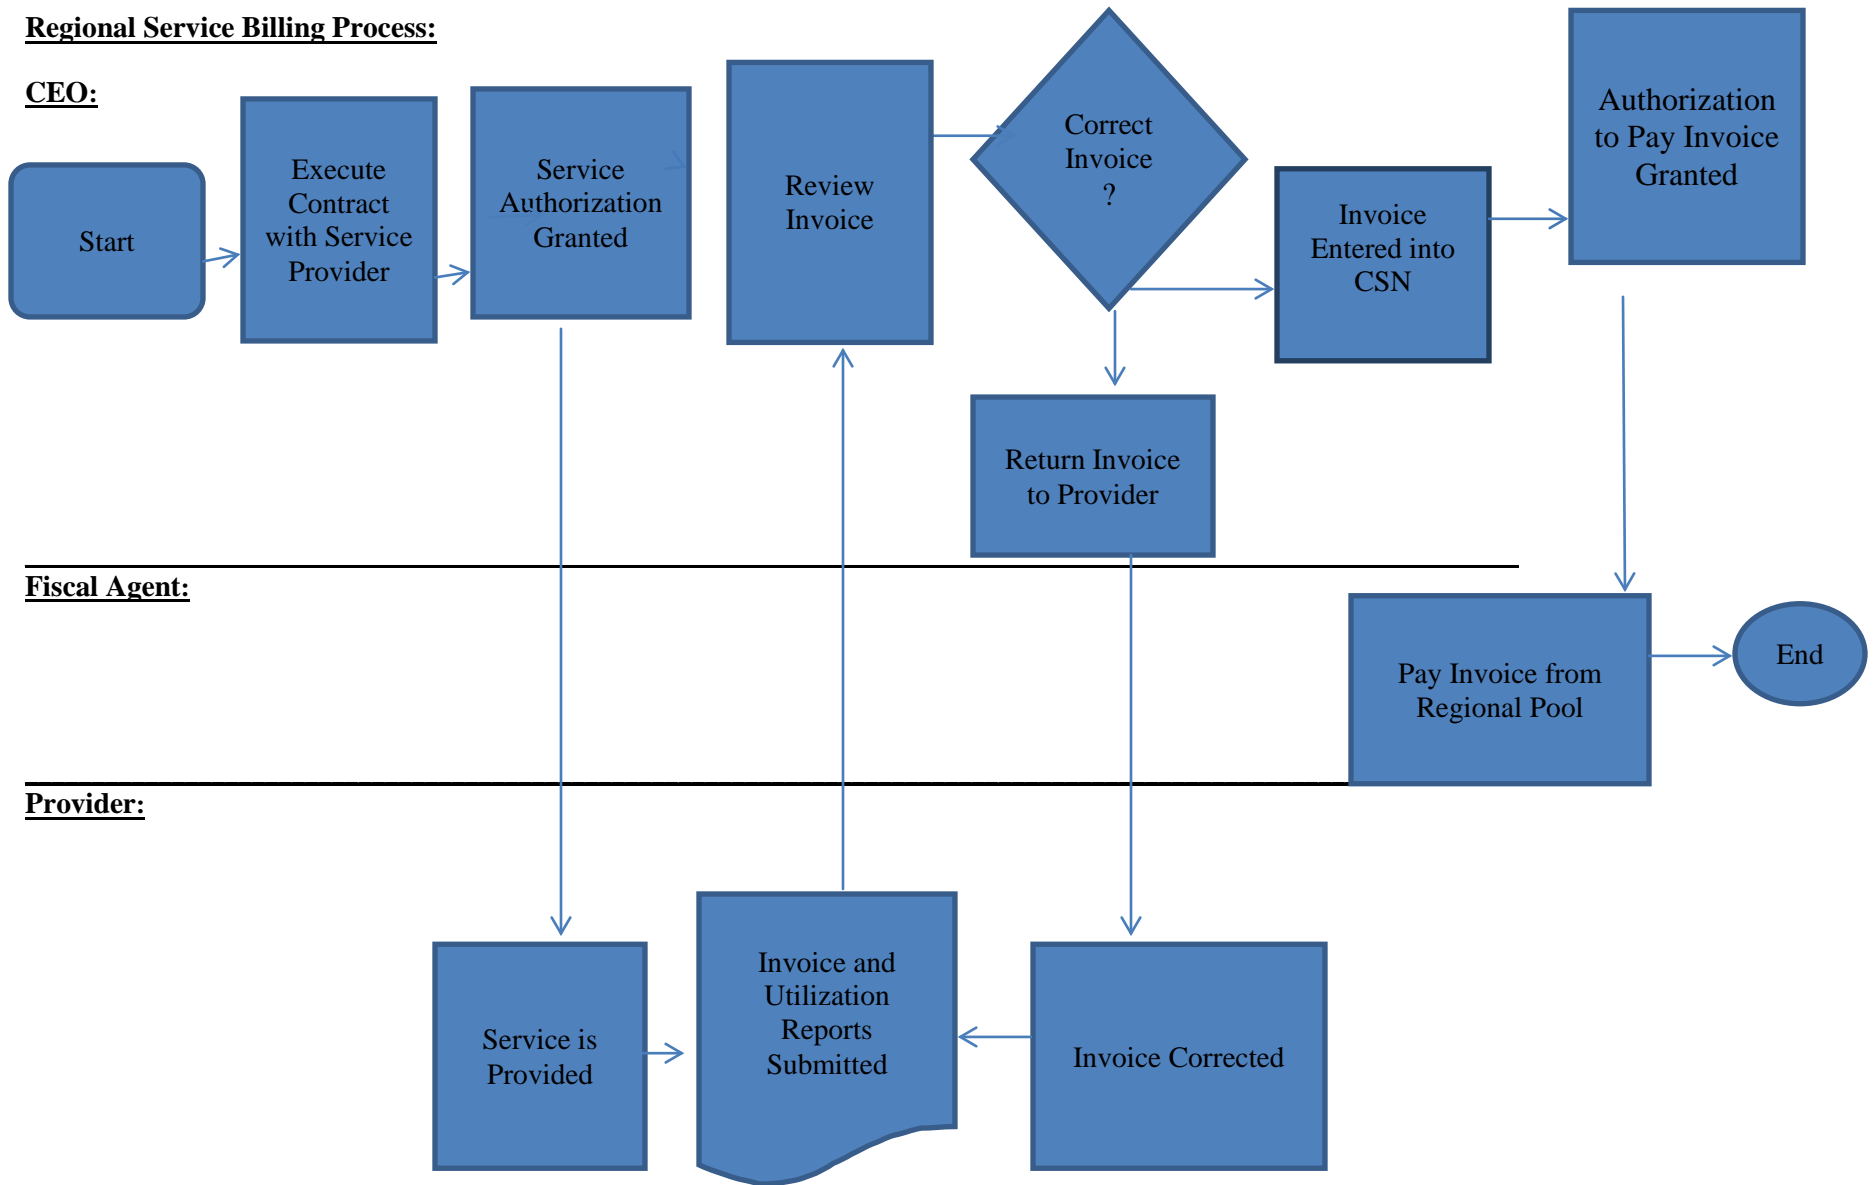 Regional Service Billing Process:
CEO:
Start
Execute
Contract
with Service
Provider
Service
Authorization
Granted
Review
Invoice
Correct
Invoice
?
Invoice
Entered into
CSN
Authorization
to Pay Invoice
Granted
Return Invoice
to Provider
Fiscal Agent:
Pay Invoice from
Regional Pool
End
Provider:
Service is
Provided
Invoice and
Utilization
Reports
Submitted
Invoice Corrected